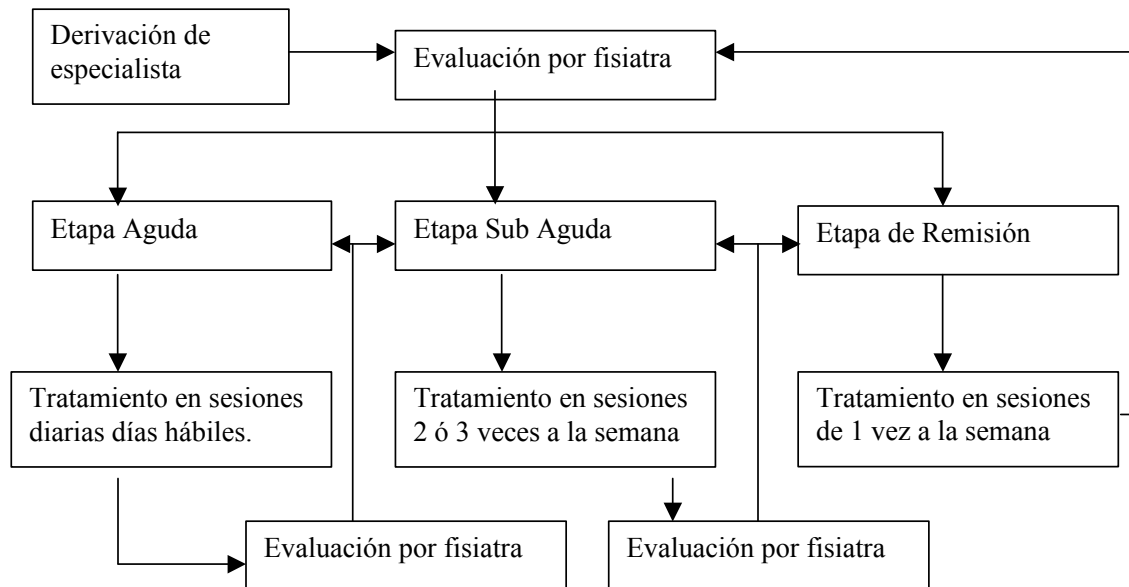 Derivación de
especialista
Evaluación por fisiatra
Etapa Aguda
Etapa Sub Aguda
Etapa de Remisión
Tratamiento en sesiones
diarias días hábiles.
Tratamiento en sesiones
2 ó 3 veces a la semana
Tratamiento en sesiones
de 1 vez a la semana
Evaluación por fisiatra
Evaluación por fisiatra